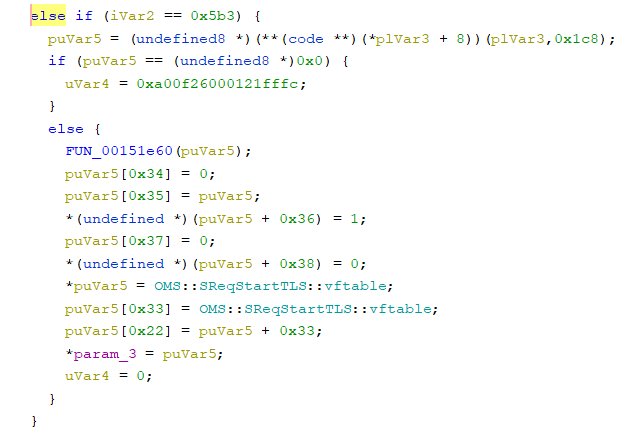 else if (iVar2 == 0x5b3) {
puVar5 = (undefined8 *)(**(code **)(*plVar3 + 8))(plVar3,0x1c8);
if (puVar5 == (undefined8 *)0x0) {
uVar4 = 0xa00f26000121fffc;
}
else {
FUN_00151e60(puVar5);
puVar5[0x34] = 0;
puVar5[0x35] = puVar5;
*(undefined *)(puVar5 + 0x36) = 1;
puVar5[0x37] = 0;
*(undefined *)(puVar5 + 0x38) = 0;
*puVar5 = OMS::SReqStartTLS::vftable;
puVar5[0x33] = OMS::SReqStartTLS::vftable;
puVar5[0x22] = puVar5 + 0x33;
*param_3 = puVar5;
uVar4 = 0;
}
}